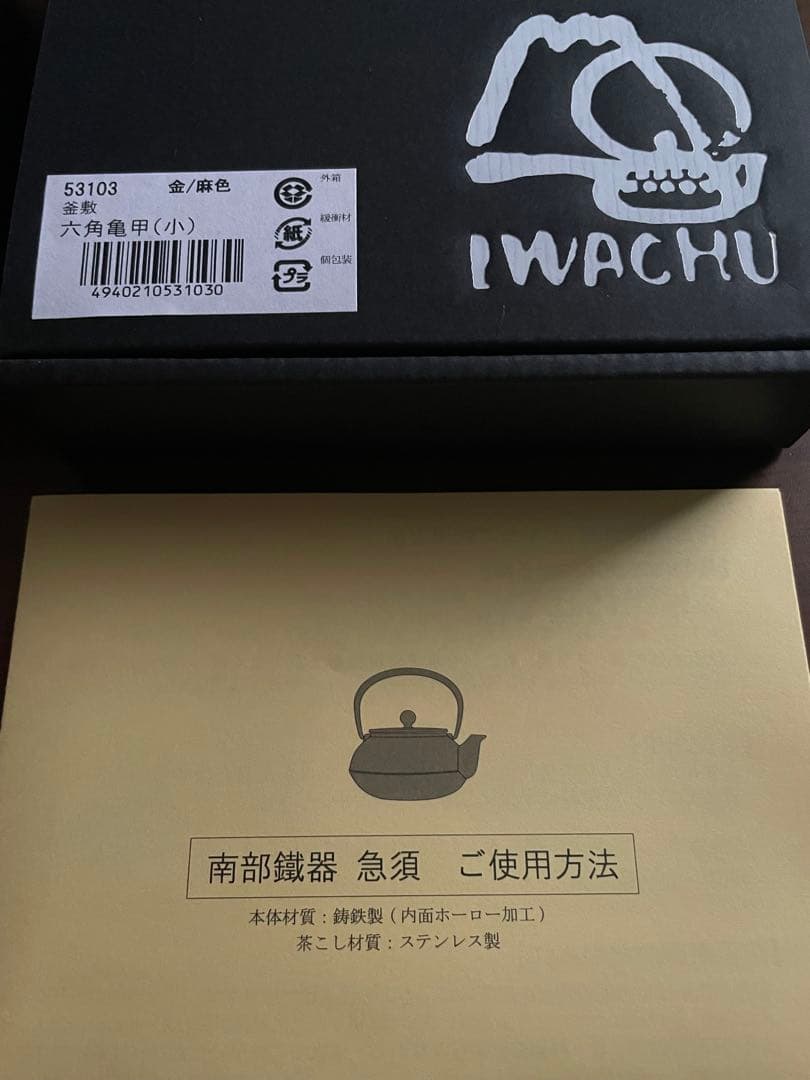 53103 金/麻色
釜敷
六角亀甲(小)
4940210531030
外箱
紙
緩衝材
プラ
個包装
IWACHU
南部鐵器 急須 ご使用方法
本体材質:鋳鉄製(内面ホーロー加工)
茶こし材質:ステンレス製